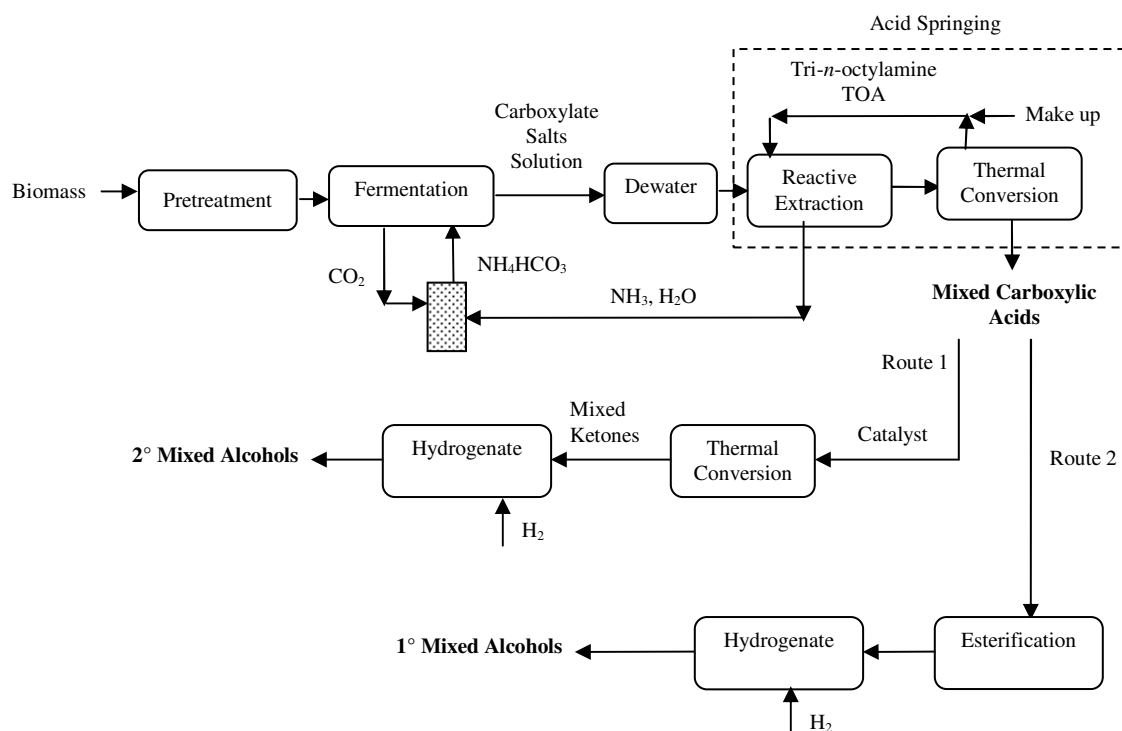 Acid Springing
Tri-n-octylamine
TOA
Make up
Carboxylate
Salts
Solution
Biomass
Pretreatment
Fermentation
Dewater
Reactive
Extraction
Thermal
Conversion
CO₂
NH₄HCO₃
NH₃, H₂O
Mixed Carboxylic
Acids
Route 1
Route 2
Catalyst
Thermal
Conversion
Mixed
Ketones
Hydrogenate
2° Mixed Alcohols
H₂
Esterification
Hydrogenate
1° Mixed Alcohols
H₂